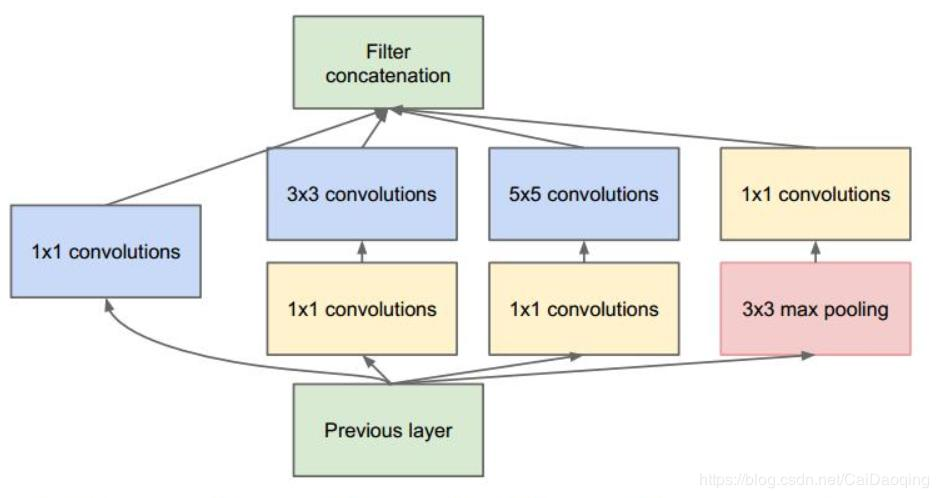 Filter
concatenation
3x3 convolutions
5x5 convolutions
1x1 convolutions
1x1 convolutions
1x1 convolutions
1x1 convolutions
3x3 max pooling
Previous layer
https://blog.csdn.net/CaiDaoqing